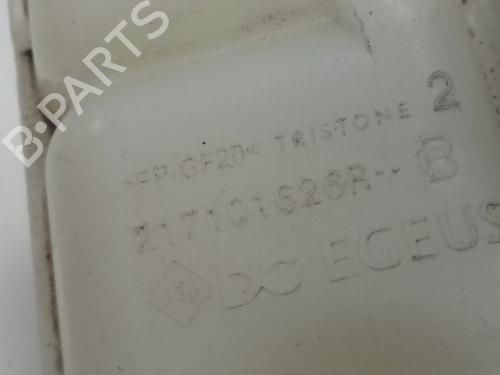 B-PARTS
>PP-GF20< TRISTONE 2
217101626R-- B
EGEUS